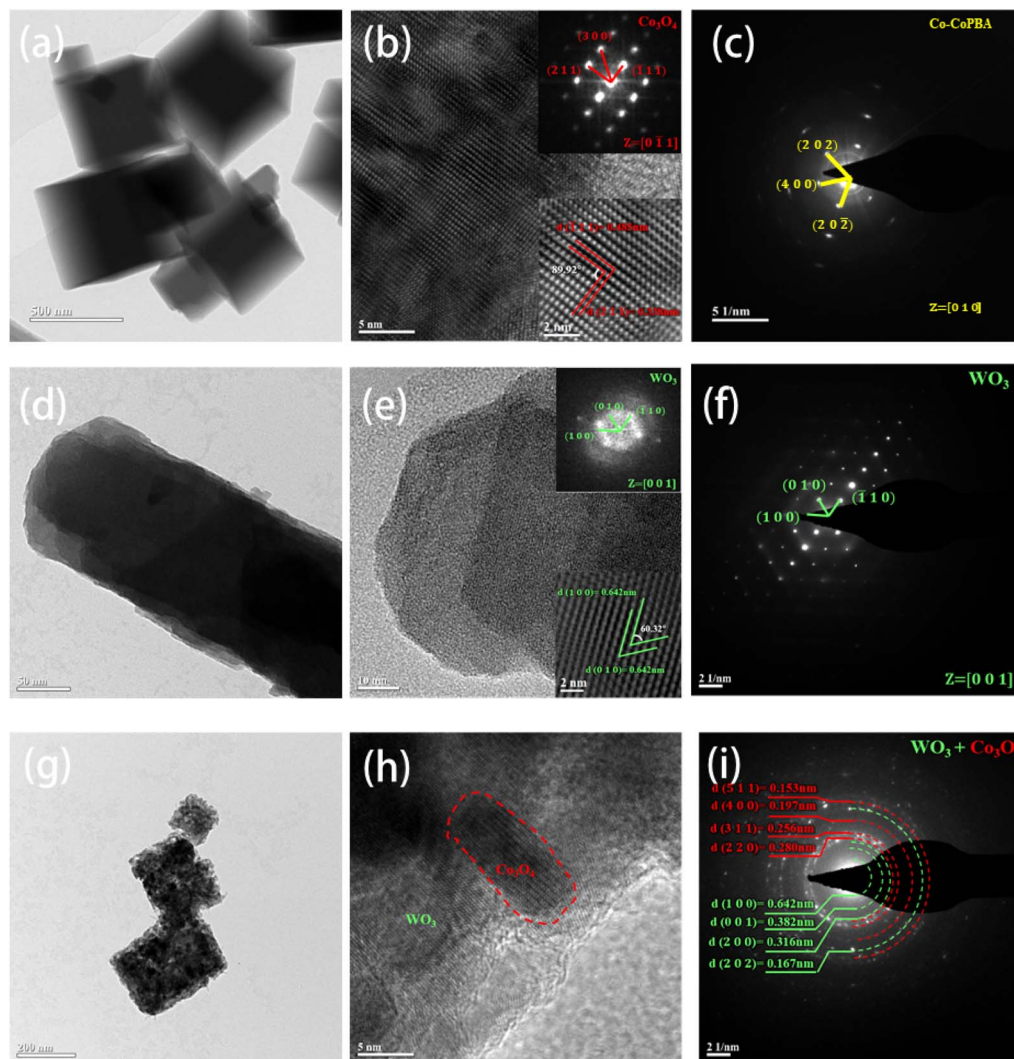 (a)
500 nm
(b)
Co₃O₄
(3 0 0)
(2 1 1)
Z=[0 1̄ 1]
89.92°
5 nm
2 nm
(c)
Co-CoPBA
(2 0 2)
(4 0 0)
(2 0 2̄)
5 1/nm
Z=[0 1 0]
(d)
50 nm
(e)
WO₃
(0 1 0)
(1 0 0)
Z=[0 0 1]
d (1 0 0)= 0.642nm
60.32°
d (0 1 0)= 0.642nm
10 nm
2 nm
(f)
WO₃
(0 1 0)
(1̄ 1 0)
(1 0 0)
2 1/nm
Z=[0 0 1]
(g)
200 nm
(h)
Co₃O₄
WO₃
5 nm
(i)
WO₃ + Co₃O
d (5 1 1)= 0.153nm
d (4 0 0)= 0.197nm
d (3 1 1)= 0.256nm
d (2 2 0)= 0.280nm
d (1 0 0)= 0.642nm
d (0 0 1)= 0.382nm
d (2 0 0)= 0.316nm
d (2 0 2)= 0.167nm
2 1/nm